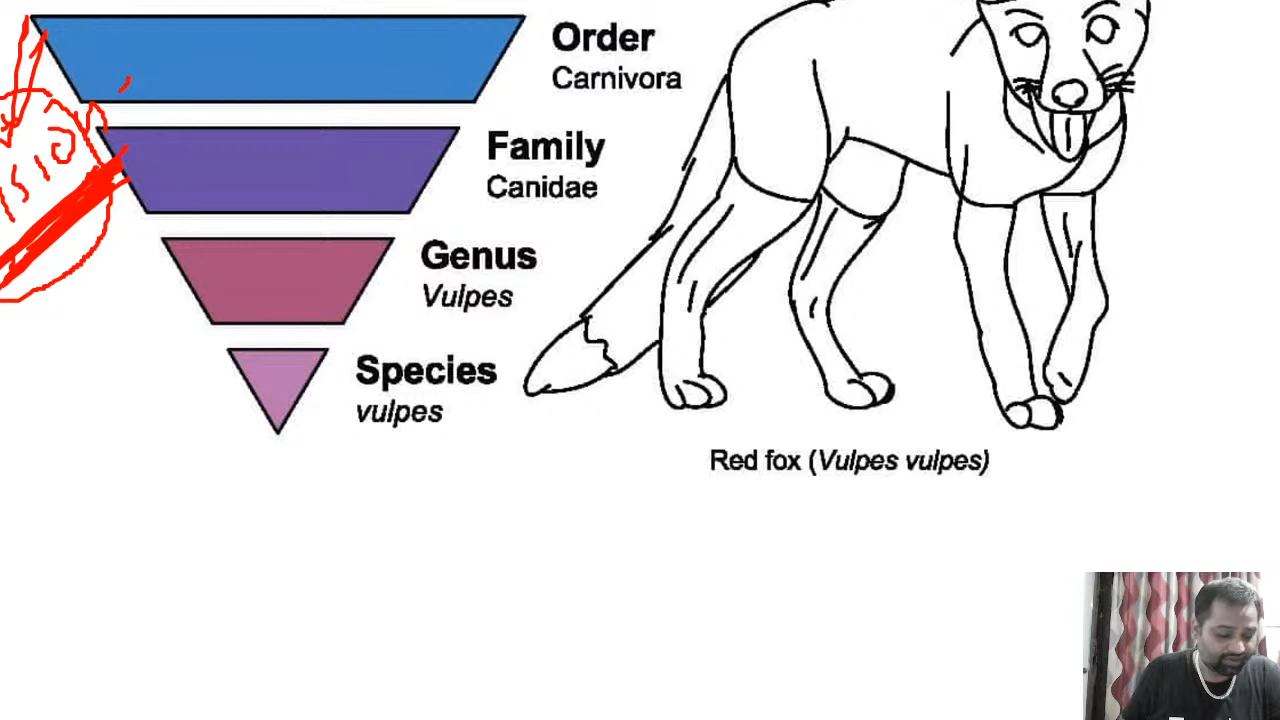 Order
Carnivora
Family
Canidae
Genus
Vulpes
Species
vulpes
Red fox (Vulpes vulpes)